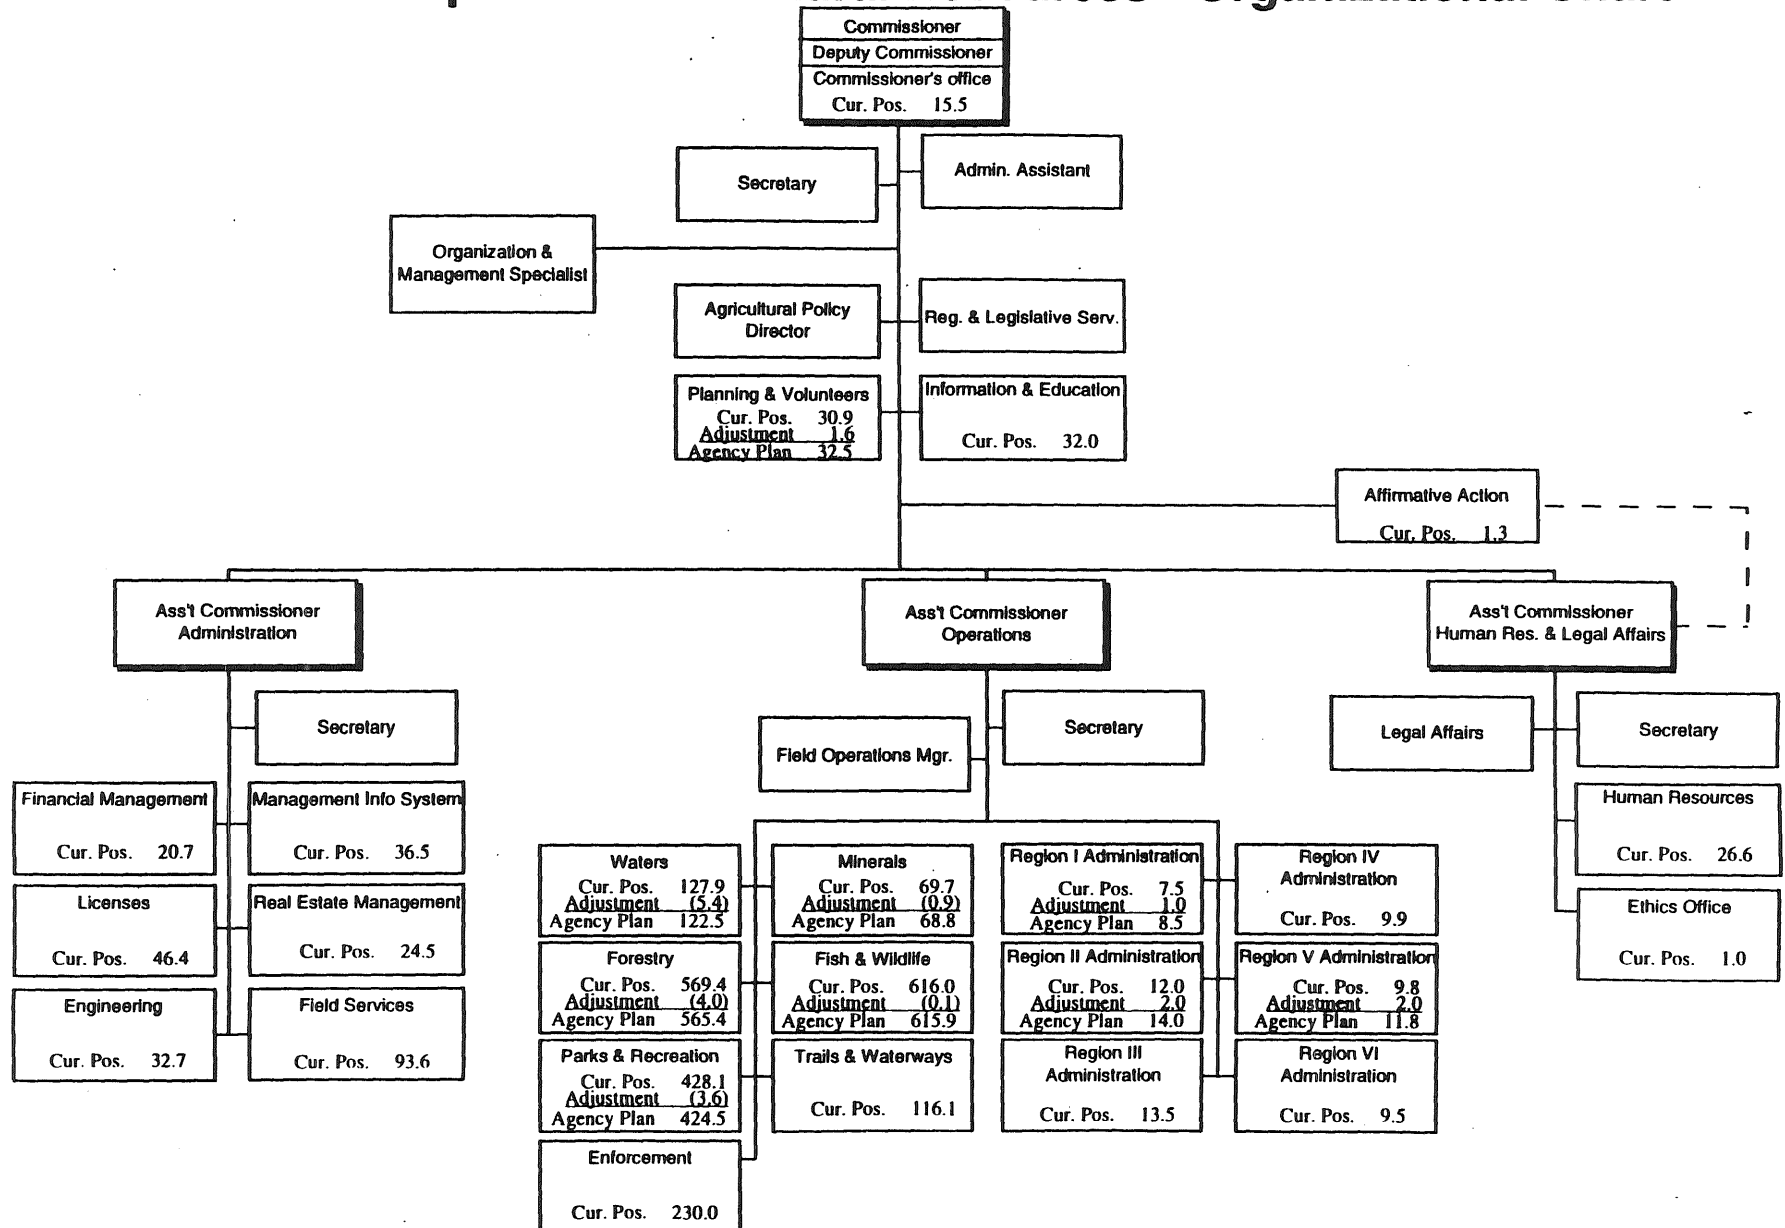 Organizational Chart
Commissioner
Deputy Commissioner
Commissioner's office
Cur. Pos. 15.5
Secretary
Admin. Assistant
Organization &
Management Specialist
Agricultural Policy
Director
Reg. & Legislative Serv.
Planning & Volunteers
Cur. Pos. 30.9
Adjustment 1.6
Agency Plan 32.5
Information & Education
Cur. Pos. 32.0
Affirmative Action
Cur. Pos. 1.3
Ass't Commissioner
Administration
Ass't Commissioner
Operations
Ass't Commissioner
Human Res. & Legal Affairs
Secretary
Financial Management
Cur. Pos. 20.7
Management Info System
Cur. Pos. 36.5
Licenses
Cur. Pos. 46.4
Real Estate Management
Cur. Pos. 24.5
Engineering
Cur. Pos. 32.7
Field Services
Cur. Pos. 93.6
Field Operations Mgr.
Secretary
Waters
Cur. Pos. 127.9
Adjustment (5.4)
Agency Plan 122.5
Minerals
Cur. Pos. 69.7
Adjustment (0.9)
Agency Plan 68.8
Forestry
Cur. Pos. 569.4
Adjustment (4.0)
Agency Plan 565.4
Fish & Wildlife
Cur. Pos. 616.0
Adjustment (0.1)
Agency Plan 615.9
Parks & Recreation
Cur. Pos. 428.1
Adjustment (3.6)
Agency Plan 424.5
Trails & Waterways
Cur. Pos. 116.1
Enforcement
Cur. Pos. 230.0
Region I Administration
Cur. Pos. 7.5
Adjustment 1.0
Agency Plan 8.5
Region IV
Administration
Cur. Pos. 9.9
Region II Administration
Cur. Pos. 12.0
Adjustment 2.0
Agency Plan 14.0
Region V Administration
Cur. Pos. 9.8
Adjustment 2.0
Agency Plan 11.8
Region III
Administration
Cur. Pos. 13.5
Region VI
Administration
Cur. Pos. 9.5
Legal Affairs
Secretary
Human Resources
Cur. Pos. 26.6
Ethics Office
Cur. Pos. 1.0